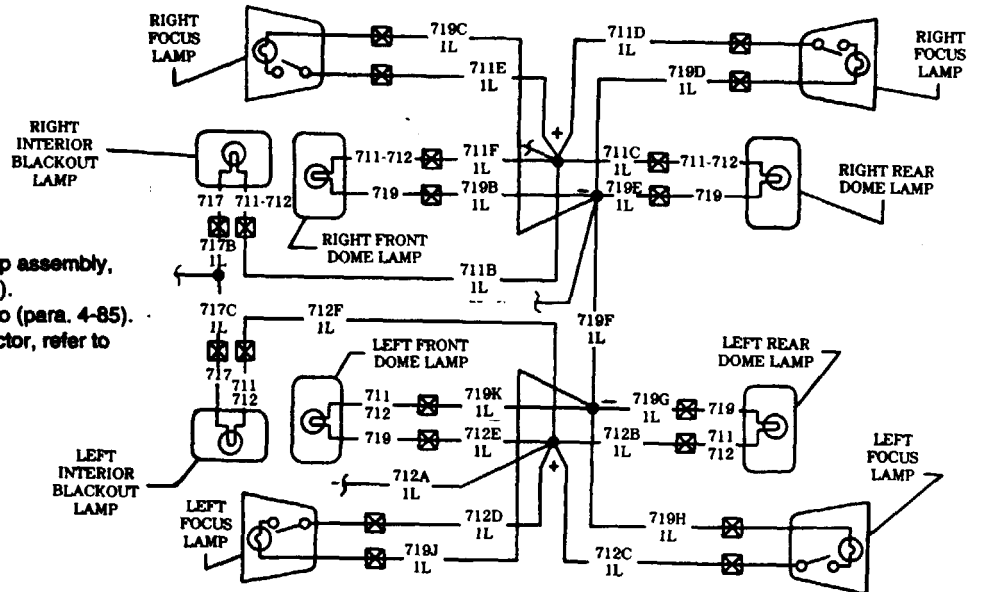 RIGHT
FOCUS
LAMP
719C
1L
711E
1L
711D
1L
719D
1L
RIGHT
FOCUS
LAMP
RIGHT
INTERIOR
BLACKOUT
LAMP
717
711-712
717B
1L
711-712
719
RIGHT FRONT
DOME LAMP
711F
1L
719B
1L
+
711C
1L
711-712
-
719E
1L
719
RIGHT REAR
DOME LAMP
711B
1L
p assembly,
).
o (para. 4-85).
ctor, refer to
717C
1L
712F
1L
719F
1L
717
711
712
LEFT FRONT
DOME LAMP
LEFT REAR
DOME LAMP
711
712
719K
1L
719
712E
1L
-
719G
1L
719
712B
1L
711
712
+
LEFT
INTERIOR
BLACKOUT
LAMP
712A
1L
LEFT
FOCUS
LAMP
LEFT
FOCUS
LAMP
712D
1L
719J
1L
719H
1L
712C
1L